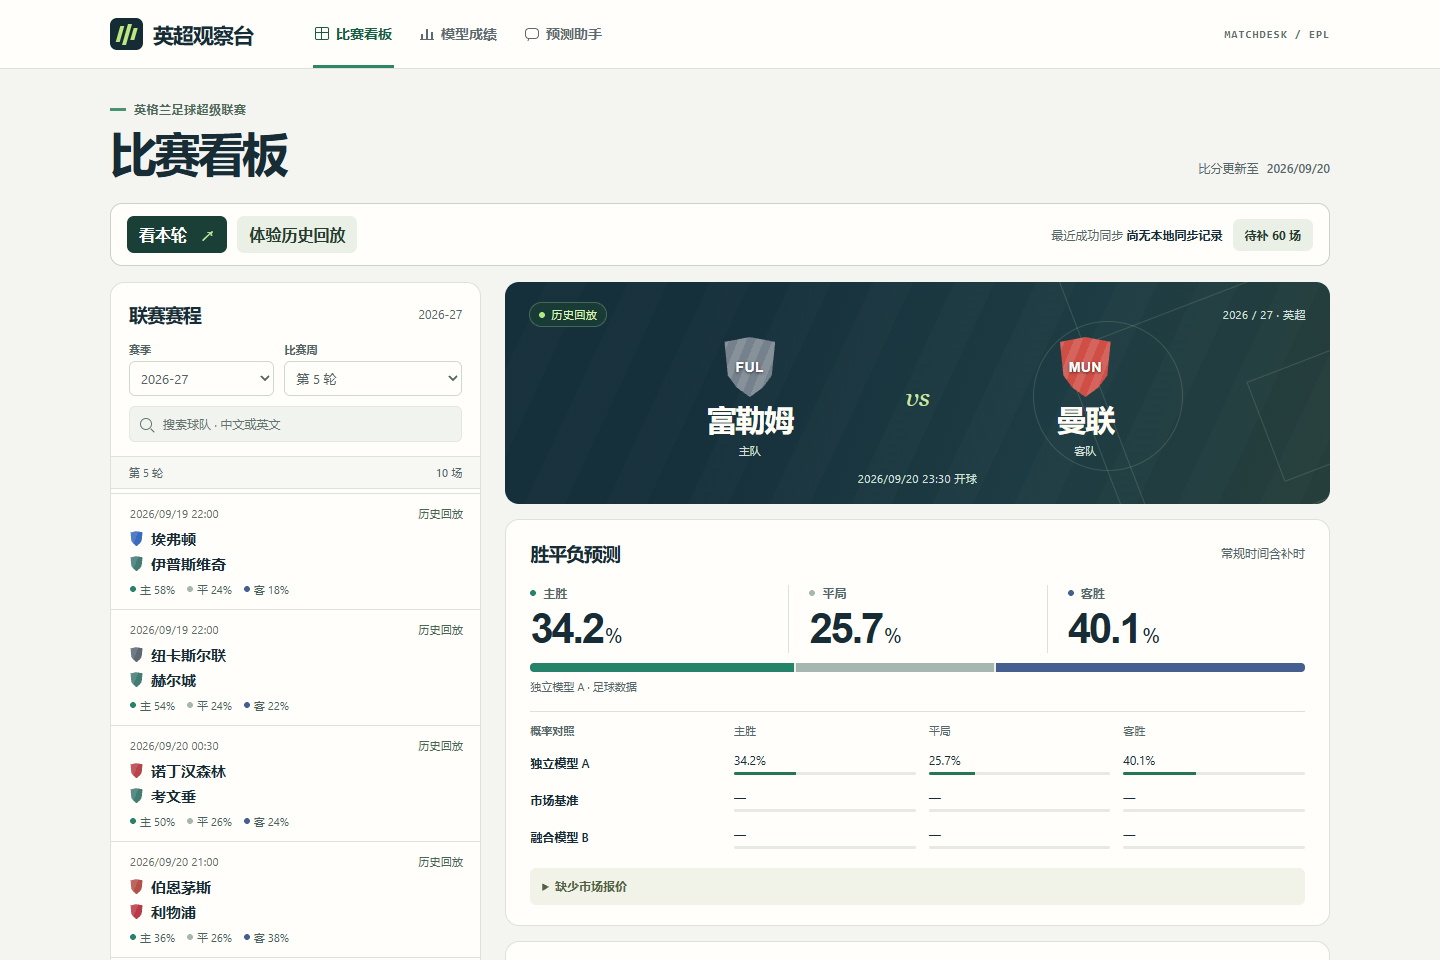 英超观察台
比赛看板
模型成绩
预测助手
MATCHDESK / EPL
英格兰足球超级联赛
比赛看板
比分更新至 2026/09/20
看本轮
体验历史回放
最近成功同步 尚无本地同步记录
待补 60 场
联赛赛程
2026-27
赛季
比赛周
2026-27
第 5 轮
搜索球队 · 中文或英文
第 5 轮
10 场
2026/09/19 22:00
历史回放
埃弗顿
伊普斯维奇
主 58% 平 24% 客 18%
2026/09/19 22:00
历史回放
纽卡斯尔联
赫尔城
主 54% 平 24% 客 22%
2026/09/20 00:30
历史回放
诺丁汉森林
考文垂
主 50% 平 26% 客 24%
2026/09/20 21:00
历史回放
伯恩茅斯
利物浦
主 36% 平 26% 客 38%
历史回放
2026 / 27 · 英超
FUL
富勒姆
主队
vs
MUN
曼联
客队
2026/09/20 23:30 开球
胜平负预测
常规时间含补时
主胜
34.2%
平局
25.7%
客胜
40.1%
独立模型 A · 足球数据
概率对照 主胜 平局 客胜
独立模型 A 34.2% 25.7% 40.1%
市场基准 — — —
融合模型 B — — —
缺少市场报价